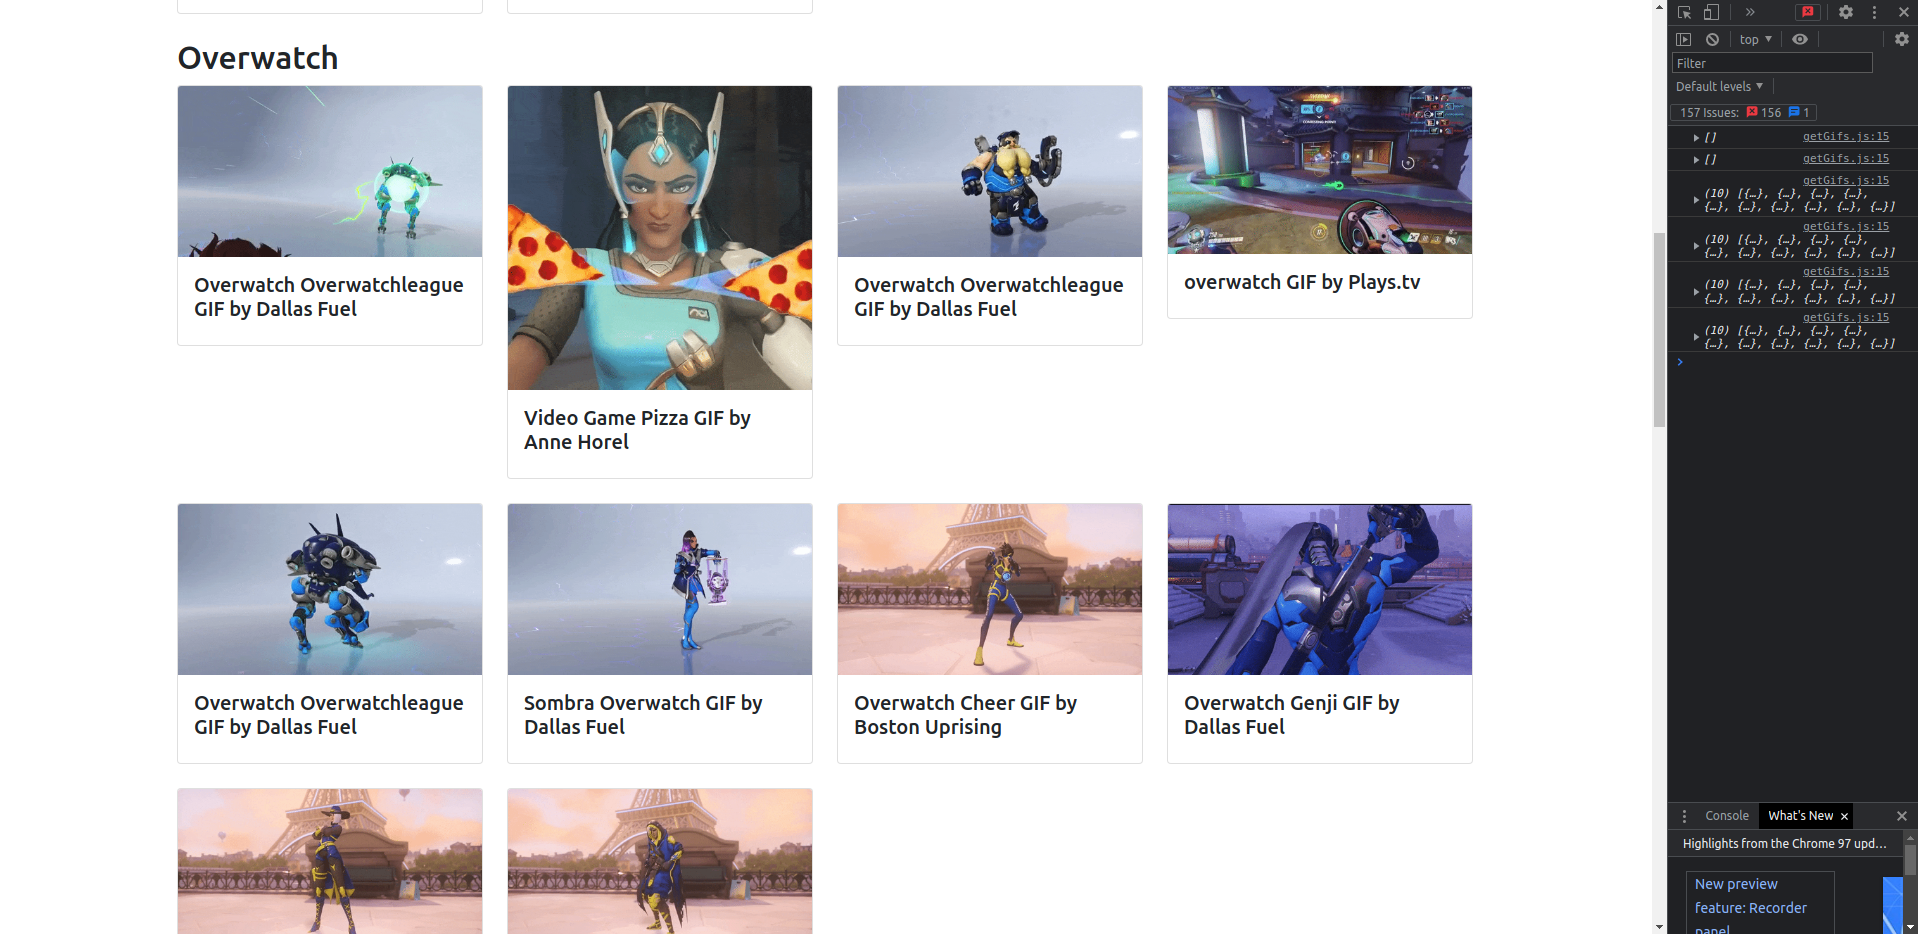 Overwatch
Overwatch Overwatchleague
GIF by Dallas Fuel
Video Game Pizza GIF by
Anne Horel
Overwatch Overwatchleague
GIF by Dallas Fuel
overwatch GIF by Plays.tv
Overwatch Overwatchleague
GIF by Dallas Fuel
Sombra Overwatch GIF by
Dallas Fuel
Overwatch Cheer GIF by
Boston Uprising
Overwatch Genji GIF by
Dallas Fuel
top
Filter
Default levels
157 Issues: 156 1
[] getGifs.js:15
[] getGifs.js:15
getGifs.js:15
(10) [{…}, {…}, {…}, {…},
{…}, {…}, {…}, {…}, {…}, {…}]
getGifs.js:15
(10) [{…}, {…}, {…}, {…},
{…}, {…}, {…}, {…}, {…}, {…}]
getGifs.js:15
(10) [{…}, {…}, {…}, {…},
{…}, {…}, {…}, {…}, {…}, {…}]
getGifs.js:15
(10) [{…}, {…}, {…}, {…},
{…}, {…}, {…}, {…}, {…}, {…}]
Console What's New
Highlights from the Chrome 97 upd...
New preview
feature: Recorder
panel